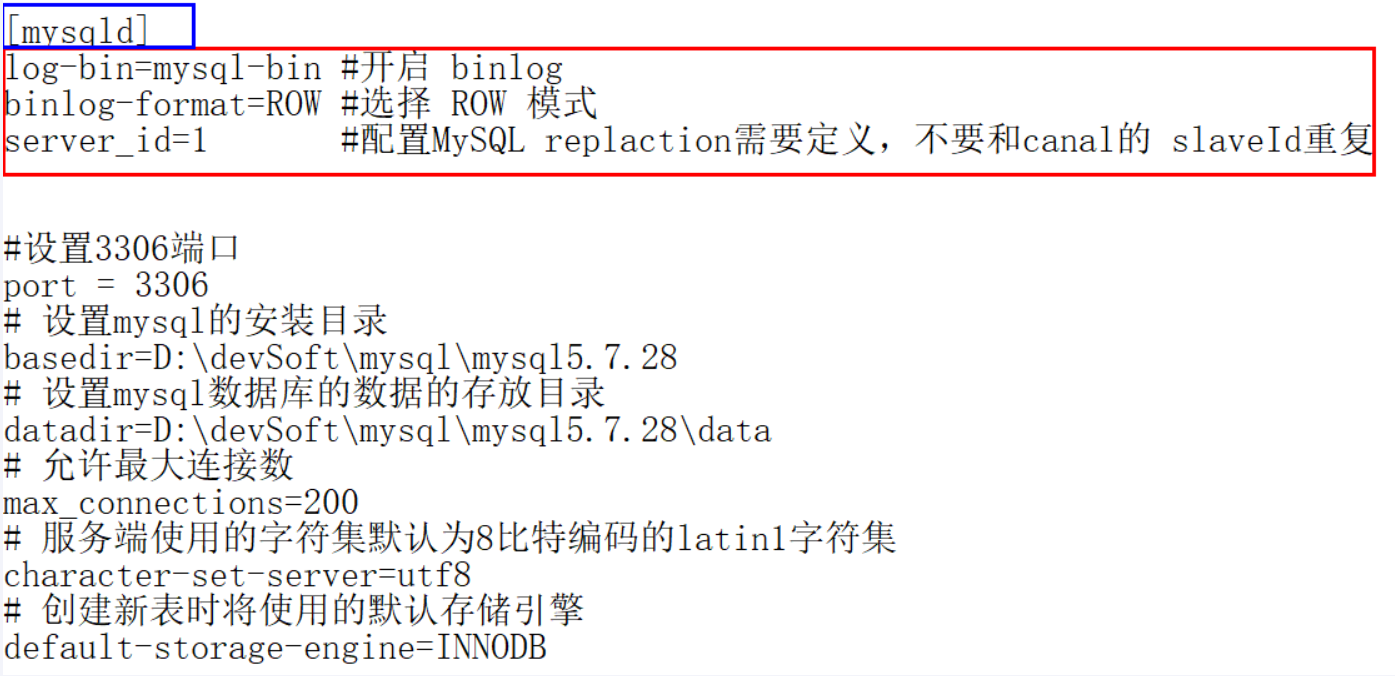 [mysqld]
log-bin=mysql-bin #开启 binlog
binlog-format=ROW #选择 ROW 模式
server_id=1 #配置MySQL replaction需要定义，不要和canal的 slaveId重复
#设置3306端口
port = 3306
# 设置mysql的安装目录
basedir=D:\devSoft\mysql\mysql5.7.28
# 设置mysql数据库的数据的存放目录
datadir=D:\devSoft\mysql\mysql5.7.28\data
# 允许最大连接数
max_connections=200
# 服务端使用的字符集默认为8比特编码的latin1字符集
character-set-server=utf8
# 创建新表时将使用的默认存储引擎
default-storage-engine=INNODB